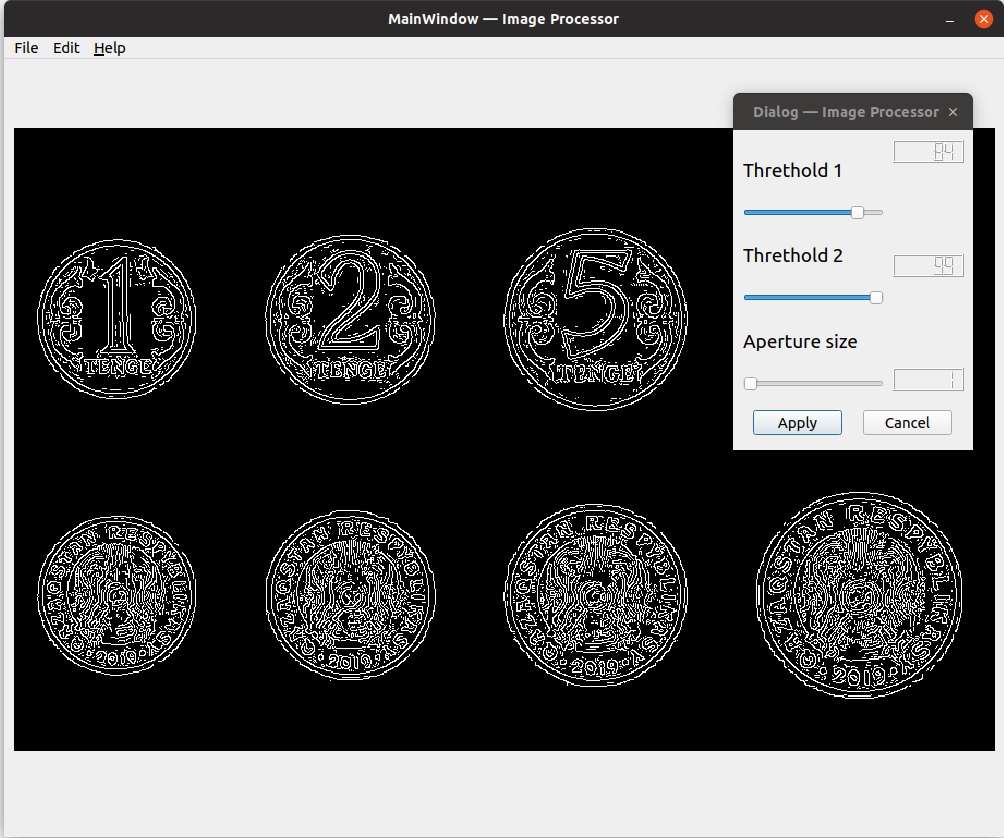 MainWindow — Image Processor
File Edit Help
Dialog — Image Processor
84
Threthold 1
Threthold 2
99
Aperture size
1
Apply Cancel
1 2 5
TENGE TENGE TENGE
QAZAQSTAN RESPÝBLIKASY QAZAQSTAN RESPÝBLIKASY QAZAQSTAN RESPÝBLIKASY QAZAQSTAN RESPÝBLIKASY
2019 2019 2019 2019